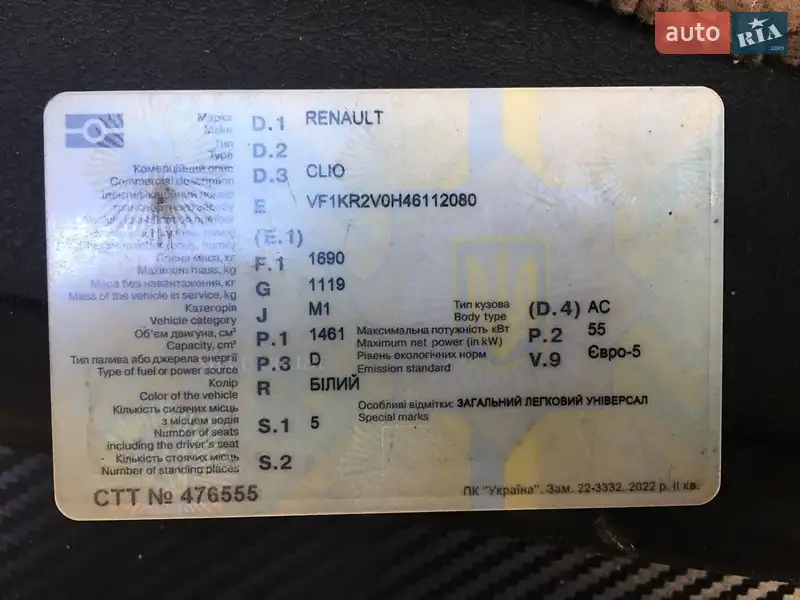 auto RIA .com
Марка
Make D.1 RENAULT
Тип
Type D.2
Комерційний опис
Commercial description D.3 CLIO
Ідентифікаційний номер
E VF1KR2V0H46112080
(E.1)
Повна маса, кг
Maximum mass, kg F.1 1690
Маса без навантаження, кг
Mass of the vehicle in service, kg G 1119
Категорія
Vehicle category J M1
Тип кузова
Body type (D.4) AC
Об'єм двигуна, см³
Capacity, cm³ P.1 1461
Максимальна потужність кВт
Maximum net power (in kW) P.2 55
Тип палива або джерела енергії
Type of fuel or power source P.3 D
Рівень екологічних норм
Emission standard V.9 Євро-5
Колір
Color of the vehicle R БІЛИЙ
Особливі відмітки: ЗАГАЛЬНИЙ ЛЕГКОВИЙ УНІВЕРСАЛ
Special marks
Кількість сидячих місць
з місцем водія
Number of seats
including the driver's seat S.1 5
Кількість стоячих місць
Number of standing places S.2
СТТ № 476555
ПК "Україна". Зам. 22-3332. 2022 р. II кв.